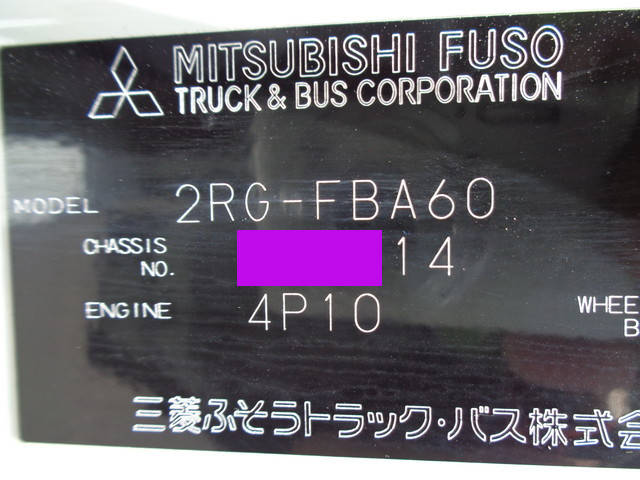 MITSUBISHI FUSO
TRUCK & BUS CORPORATION
MODEL 2RG-FBA60
CHASSIS NO. 14
ENGINE 4P10
三菱ふそうトラック・バス株式